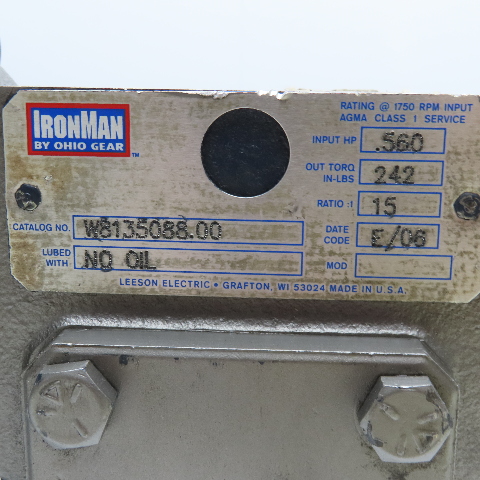 IRONMAN
BY OHIO GEAR
™
RATING @ 1750 RPM INPUT
AGMA CLASS 1 SERVICE
INPUT HP .560
OUT TORQ
IN-LBS 242
RATIO :1 15
CATALOG NO. W8135088.00
DATE
CODE E/06
LUBED
WITH NO OIL
MOD
LEESON ELECTRIC • GRAFTON, WI 53024 MADE IN U.S.A.